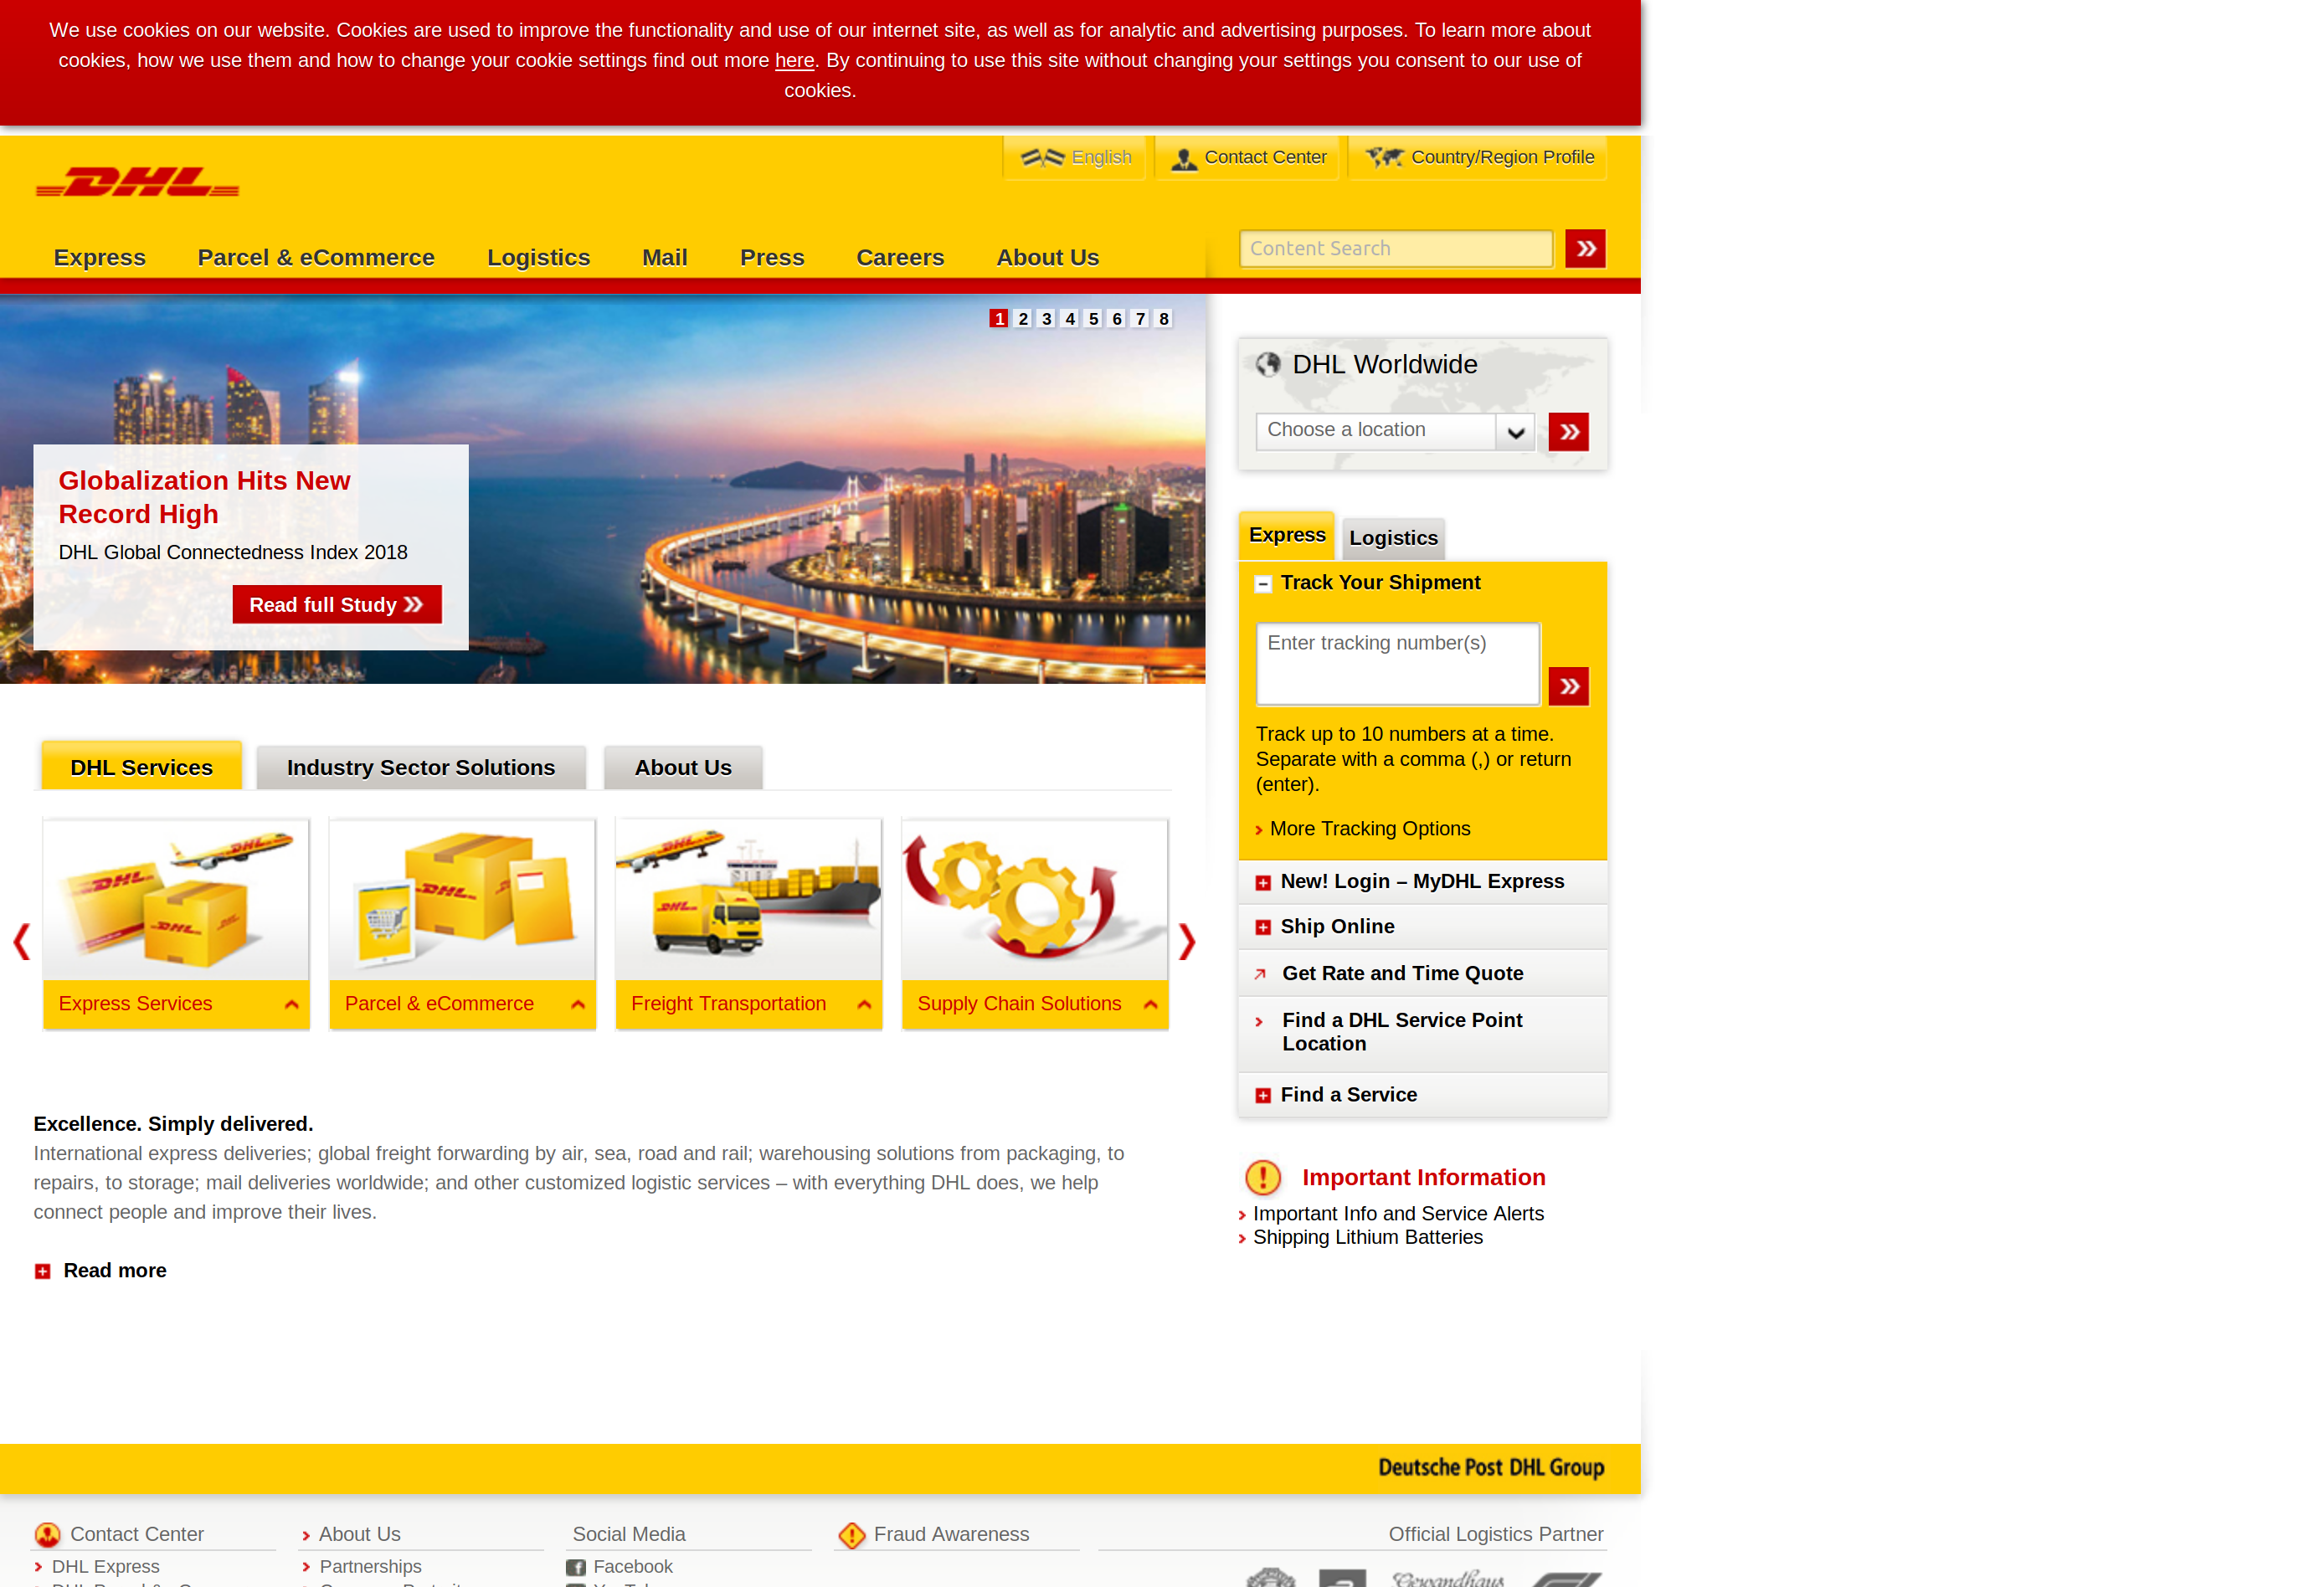 We use cookies on our website. Cookies are used to improve the functionality and use of our internet site, as well as for analytic and advertising purposes. To learn more about
cookies, how we use them and how to change your cookie settings find out more here. By continuing to use this site without changing your settings you consent to our use of
cookies.
English
Contact Center
Country/Region Profile
DHL
Express
Parcel & eCommerce
Logistics
Mail
Press
Careers
About Us
Content Search
1 2 3 4 5 6 7 8
Globalization Hits New
Record High
DHL Global Connectedness Index 2018
Read full Study
DHL Worldwide
Choose a location
Express
Logistics
Track Your Shipment
Enter tracking number(s)
Track up to 10 numbers at a time.
Separate with a comma (,) or return
(enter).
More Tracking Options
New! Login – MyDHL Express
Ship Online
Get Rate and Time Quote
Find a DHL Service Point
Location
Find a Service
Important Information
Important Info and Service Alerts
Shipping Lithium Batteries
DHL Services
Industry Sector Solutions
About Us
DHL
DHL
DHL
DHL
DHL
DHL
Express Services
Parcel & eCommerce
Freight Transportation
Supply Chain Solutions
Excellence. Simply delivered.
International express deliveries; global freight forwarding by air, sea, road and rail; warehousing solutions from packaging, to
repairs, to storage; mail deliveries worldwide; and other customized logistic services – with everything DHL does, we help
connect people and improve their lives.
Read more
Deutsche Post DHL Group
Contact Center
About Us
Social Media
Fraud Awareness
Official Logistics Partner
DHL Express
Partnerships
Facebook
Gewandhaus